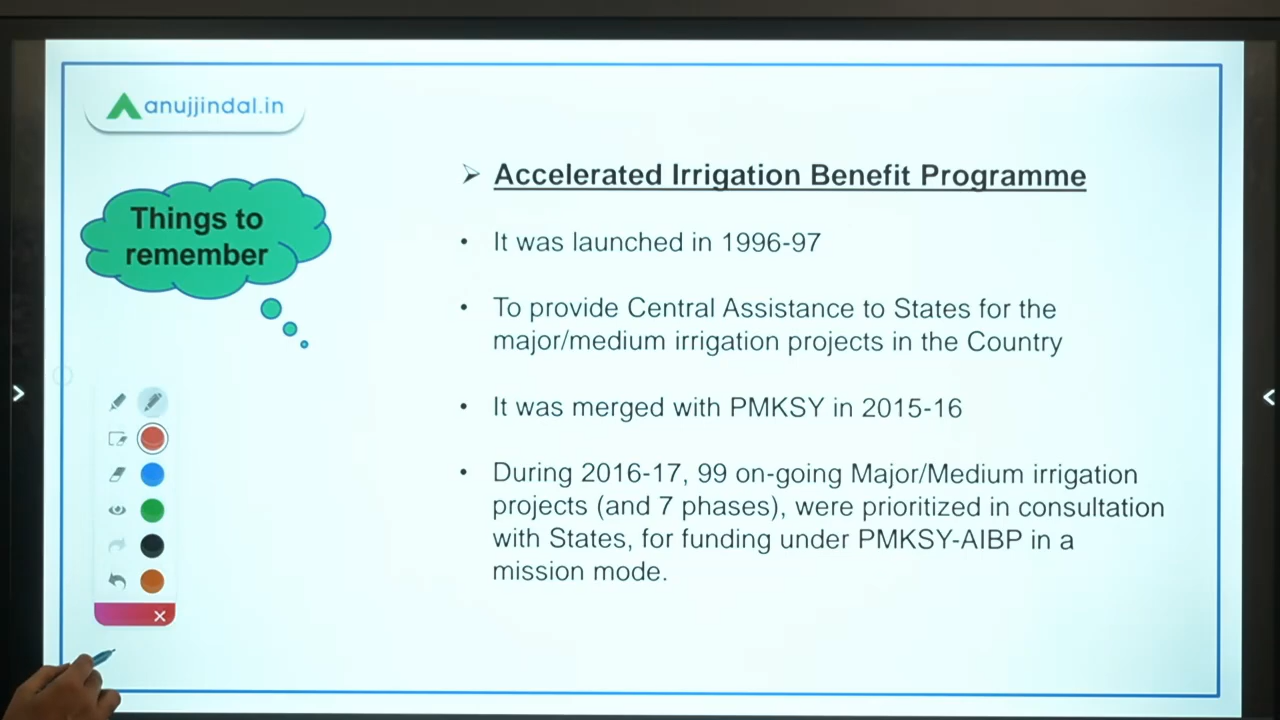 anujjindal.in
Things to
remember
Accelerated Irrigation Benefit Programme
• It was launched in 1996-97
• To provide Central Assistance to States for the
major/medium irrigation projects in the Country
• It was merged with PMKSY in 2015-16
• During 2016-17, 99 on-going Major/Medium irrigation
projects (and 7 phases), were prioritized in consultation
with States, for funding under PMKSY-AIBP in a
mission mode.